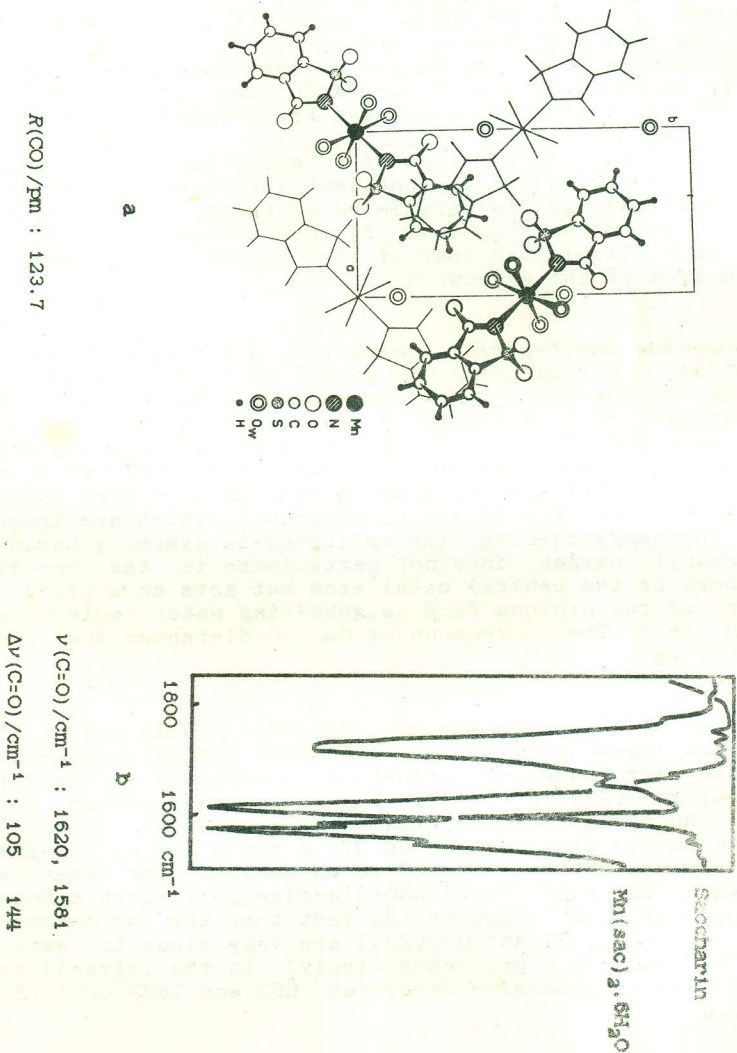 b
a
Mn
N
O
C
S
O_w
H
a
R(CO)/pm : 123.7
Saccharin
Mn(sac)₂·6H₂O
1800 1600 cm⁻¹
b
ν(C=O)/cm⁻¹ : 1620, 1581
Δν(C=O)/cm⁻¹ : 105 144